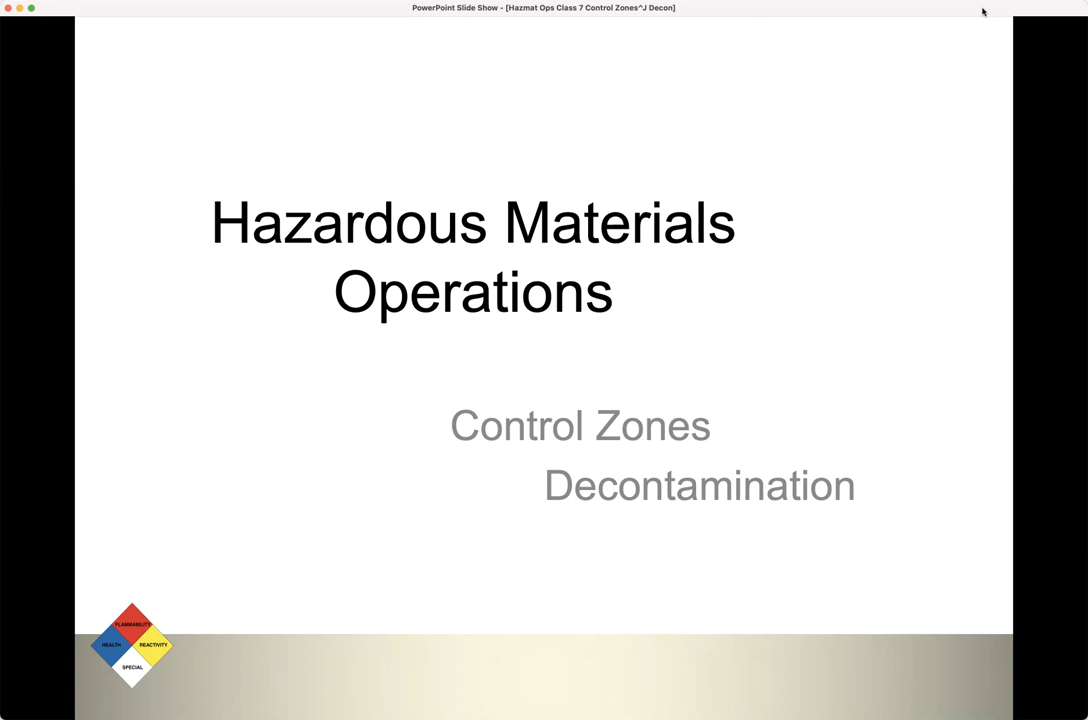 PowerPoint Slide Show - [Hazmat Ops Class 7 Control Zones^J Decon]
Hazardous Materials
Operations
Control Zones
Decontamination
FLAMMABILITY
HEALTH
REACTIVITY
SPECIAL